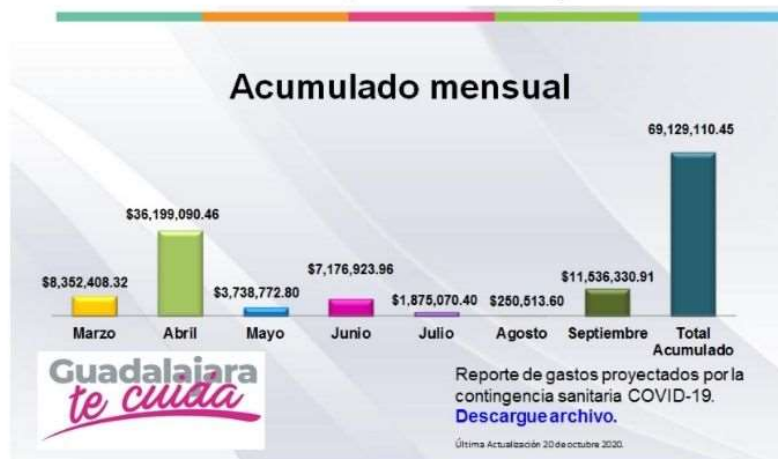 Acumulado mensual
69,129,110.45
$36,199,090.46
$8,352,408.32
$3,738,772.80
$7,176,923.96
$1,875,070.40
$250,513.60
$11,536,330.91
Marzo
Abril
Mayo
Junio
Julio
Agosto
Septiembre
Total
Acumulado
Guadalajara
te cuida
Reporte de gastos proyectados por la
contingencia sanitaria COVID-19.
Descargue archivo.
Última Actualización 20 de octubre 2020.